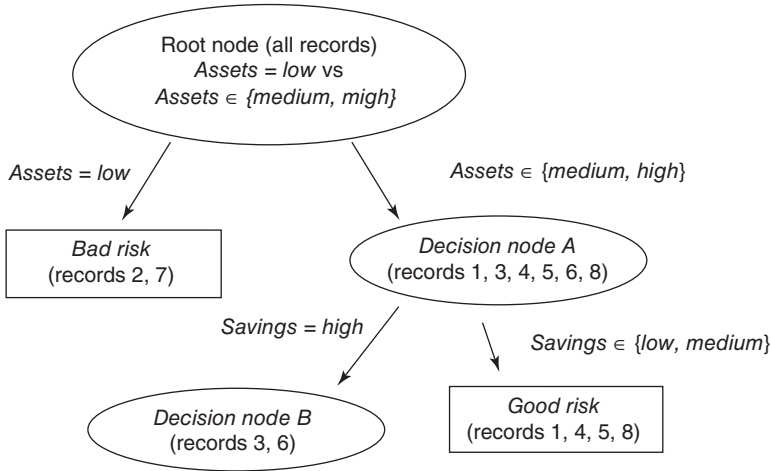 Root node (all records)
Assets = low vs
Assets ∈ {medium, migh}
Assets = low
Assets ∈ {medium, high}
Bad risk
(records 2, 7)
Decision node A
(records 1, 3, 4, 5, 6, 8)
Savings = high
Savings ∈ {low, medium}
Decision node B
(records 3, 6)
Good risk
(records 1, 4, 5, 8)